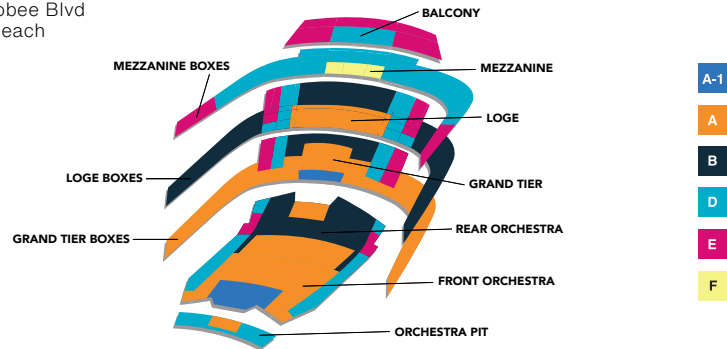 Blvd
each
BALCONY
MEZZANINE BOXES
MEZZANINE
LOGE
LOGE BOXES
GRAND TIER
REAR ORCHESTRA
GRAND TIER BOXES
FRONT ORCHESTRA
ORCHESTRA PIT
A-1
A
B
D
E
F